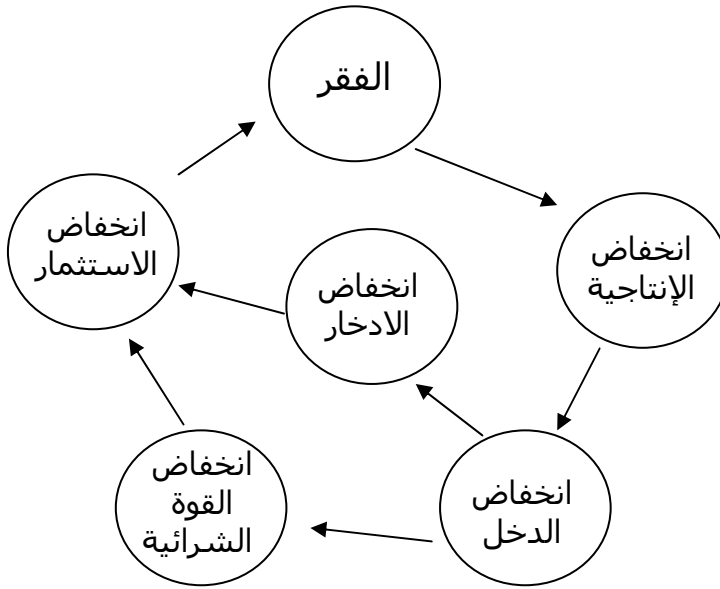 الفقر
انخفاض
الإنتاجية
انخفاض
الدخل
انخفاض
الادخار
انخفاض
القوة
الشرائية
انخفاض
الاستثمار